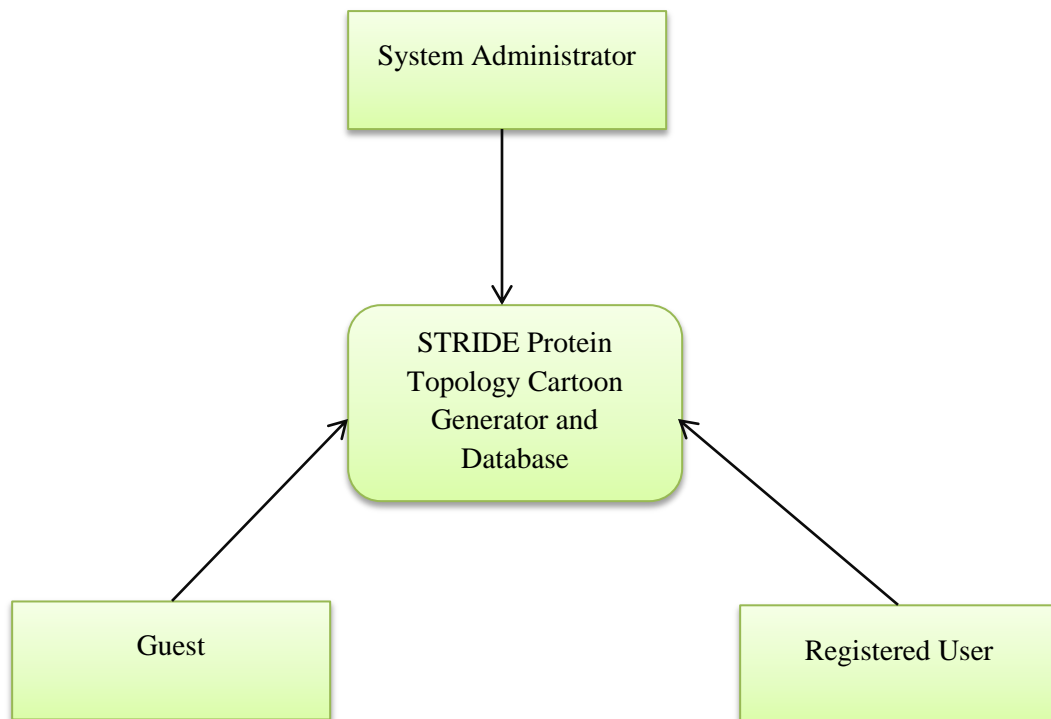 System Administrator
STRIDE Protein
Topology Cartoon
Generator and
Database
Guest
Registered User